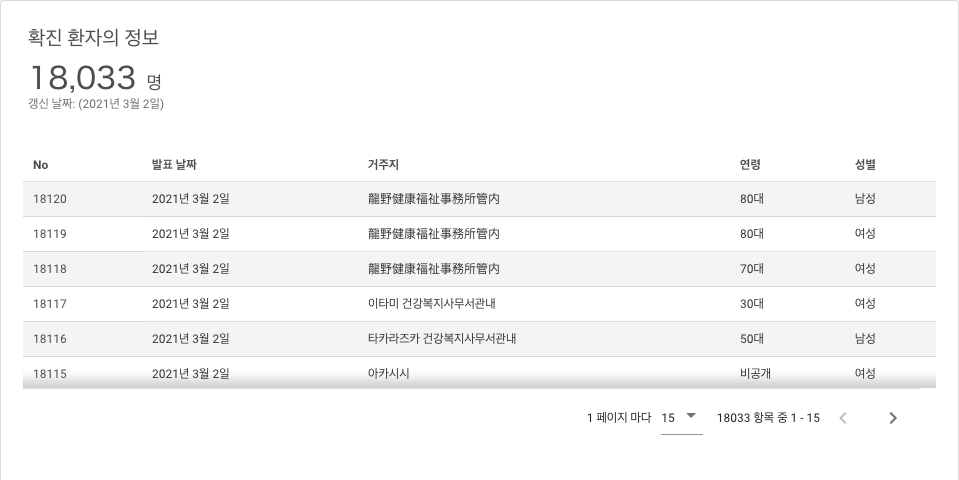 확진 환자의 정보
18,033 명
갱신 날짜: (2021년 3월 2일)
No 발표 날짜 거주지 연령 성별
18120 2021년 3월 2일 龍野健康福祉事務所管内 80대 남성
18119 2021년 3월 2일 龍野健康福祉事務所管内 80대 여성
18118 2021년 3월 2일 龍野健康福祉事務所管内 70대 여성
18117 2021년 3월 2일 이타미 건강복지사무서관내 30대 여성
18116 2021년 3월 2일 타카라즈카 건강복지사무서관내 50대 남성
18115 2021년 3월 2일 아카시시 비공개 여성
1 페이지 마다 15 18033 항목 중 1 - 15